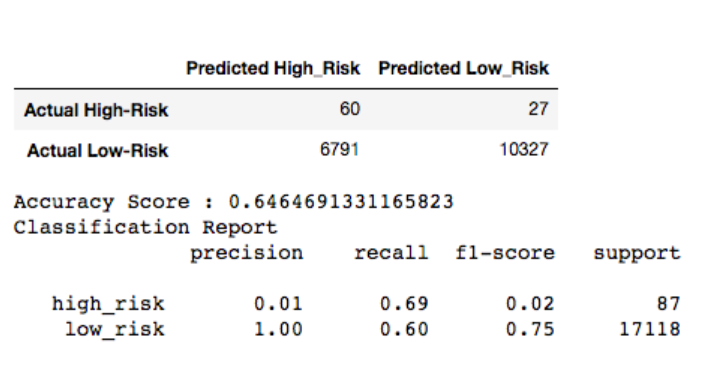 Predicted High_Risk Predicted Low_Risk
Actual High-Risk 60 27
Actual Low-Risk 6791 10327
Accuracy Score : 0.6464691331165823
Classification Report
precision recall f1-score support
high_risk 0.01 0.69 0.02 87
low_risk 1.00 0.60 0.75 17118